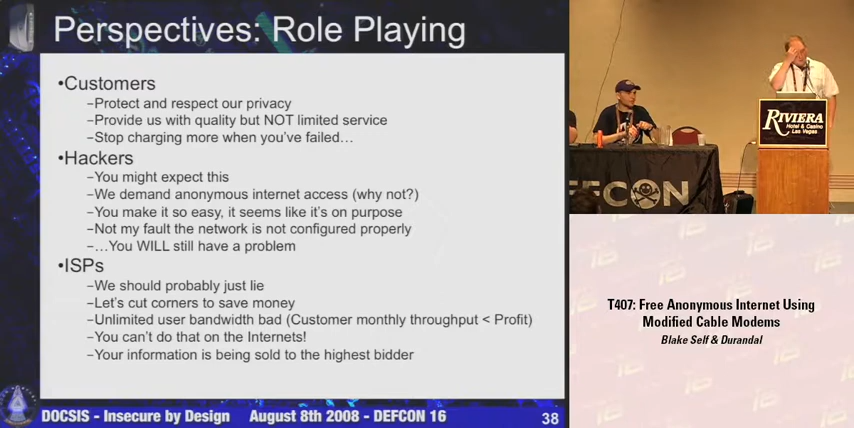 Perspectives: Role Playing
•Customers
–Protect and respect our privacy
–Provide us with quality but NOT limited service
–Stop charging more when you've failed…
•Hackers
–You might expect this
–We demand anonymous internet access (why not?)
–You make it so easy, it seems like it's on purpose
–Not my fault the network is not configured properly
–…You WILL still have a problem
•ISPs
–We should probably just lie
–Let's cut corners to save money
–Unlimited user bandwidth bad (Customer monthly throughput < Profit)
–You can't do that on the Internets!
–Your information is being sold to the highest bidder
DOCSIS - Insecure by Design August 8th 2008 - DEFCON 16 38
RIVIERA
Hotel & Casino
Las Vegas
DEFCON
T407: Free Anonymous Internet Using
Modified Cable Modems
Blake Self & Durandal